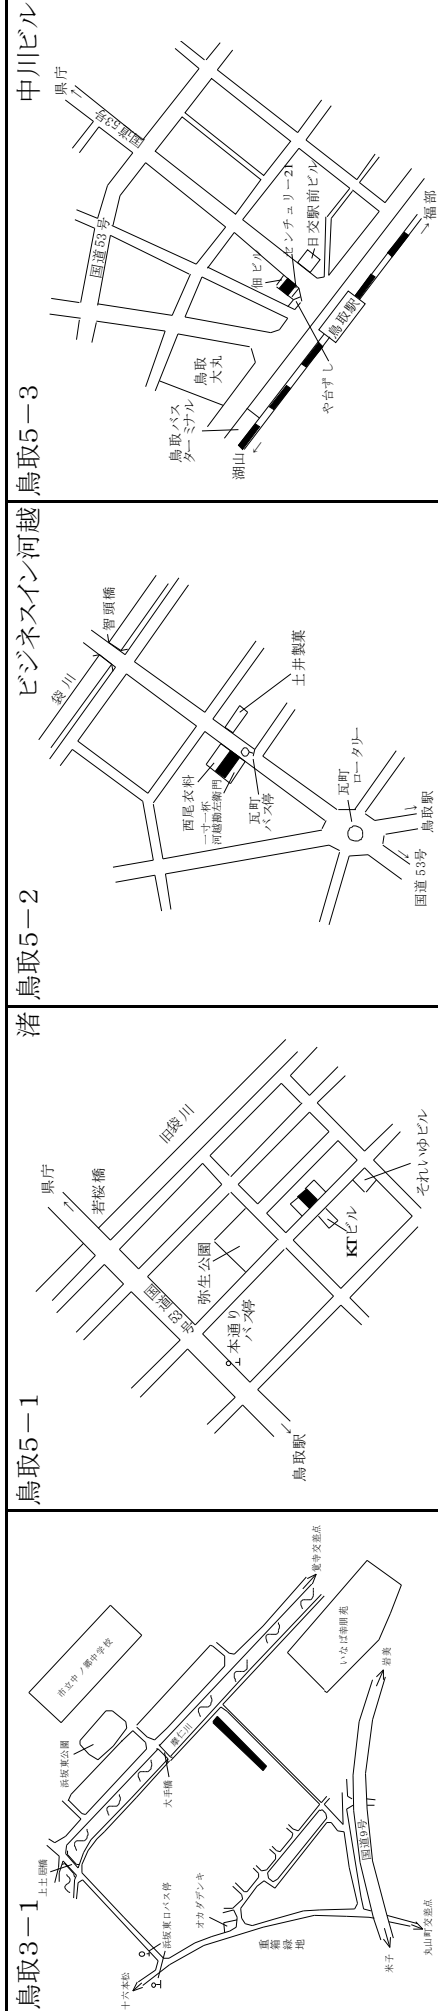 鳥取3－1
市立中ノ郷中学校
浜坂東公園
上土居橋
摩仁川
大手橋
覚寺交差点
いなば幸朋苑
十六本松
浜坂東口バス停
オカダデンキ
重箱
緑地
国道9号
岩美
米子
丸山町交差点
鳥取5－1
渚
県庁
若桜橋
旧袋川
国道53号
弥生公園
本通り
バス停
KTビル
それいゆビル
鳥取駅
鳥取5－2
ビジネスイン河越
袋川
智頭橋
西尾衣料
一寸一杯
河越勘左衛門
土井製菓
瓦町
バス停
瓦町
ロータリー
国道53号
鳥取駅
鳥取5－3
中川ビル
県庁
国道53号
国道53号
鳥取
大丸
鳥取バス
ターミナル
湖山
佃ビル
センチュリー21
日交駅前ビル
や台ずし
鳥取駅
福部